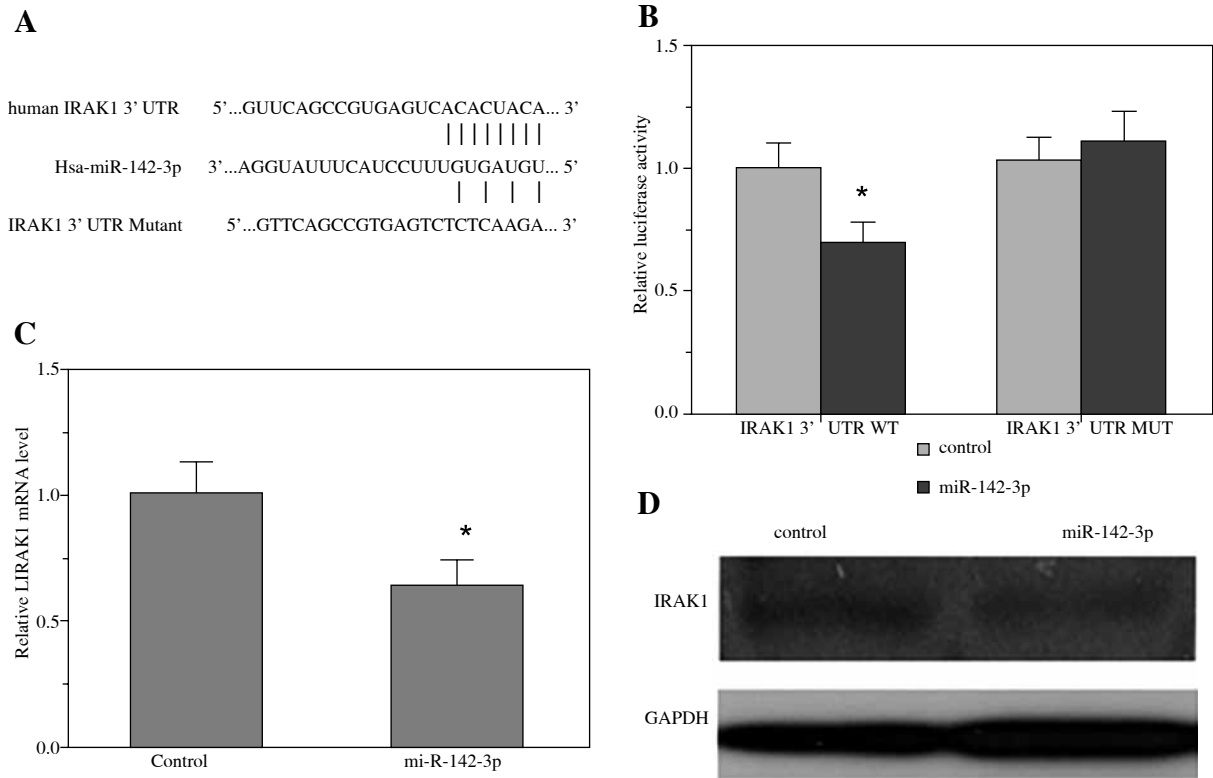 A
human IRAK1 3’ UTR 5’...GUUCAGCCGUGAGUCACACUACA... 3’
Hsa-miR-142-3p 3’...AGGUAUUUCAUCCUUUGUGAUGU... 5’
IRAK1 3’ UTR Mutant 5’...GTTCAGCCGTGAGTCTCTCAAGA... 3’
B
Relative luciferase activity
1.5
1.0
0.5
0.0
*
IRAK1 3’ UTR WT
IRAK1 3’ UTR MUT
control
miR-142-3p
C
Relative LIRAK1 mRNA level
1.5
1.0
0.5
0.0
*
Control
mi-R-142-3p
D
control
miR-142-3p
IRAK1
GAPDH